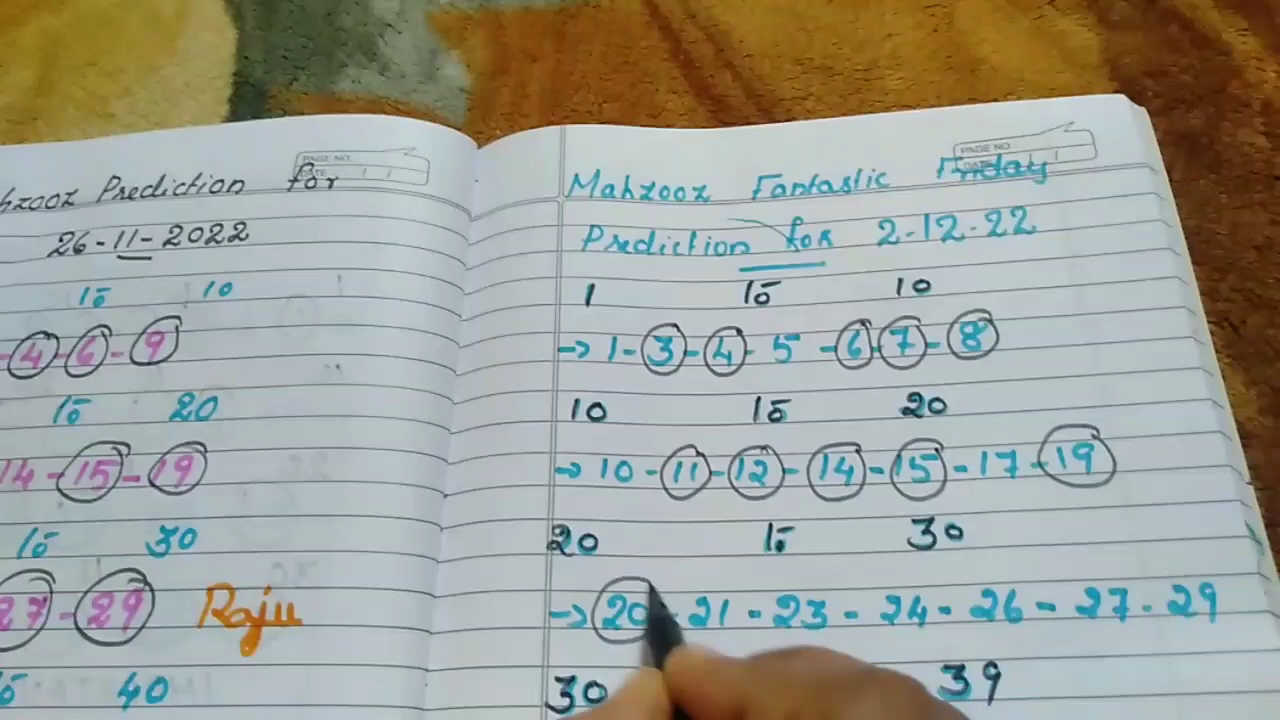 Prediction for
26-11-2022
15 10
4-6-9
15 20
14-15-19
15 30
27-29 Raju
40
PAGE NO.
Mahzooz Fantastic Friday
Prediction for 2-12-22
1 15 10
→ 1-3-4-5-6-7-8
10 15 20
→ 10-11-12-14-15-17-19
20 15 30
→ 20-21-23-24-26-27-29
30 39